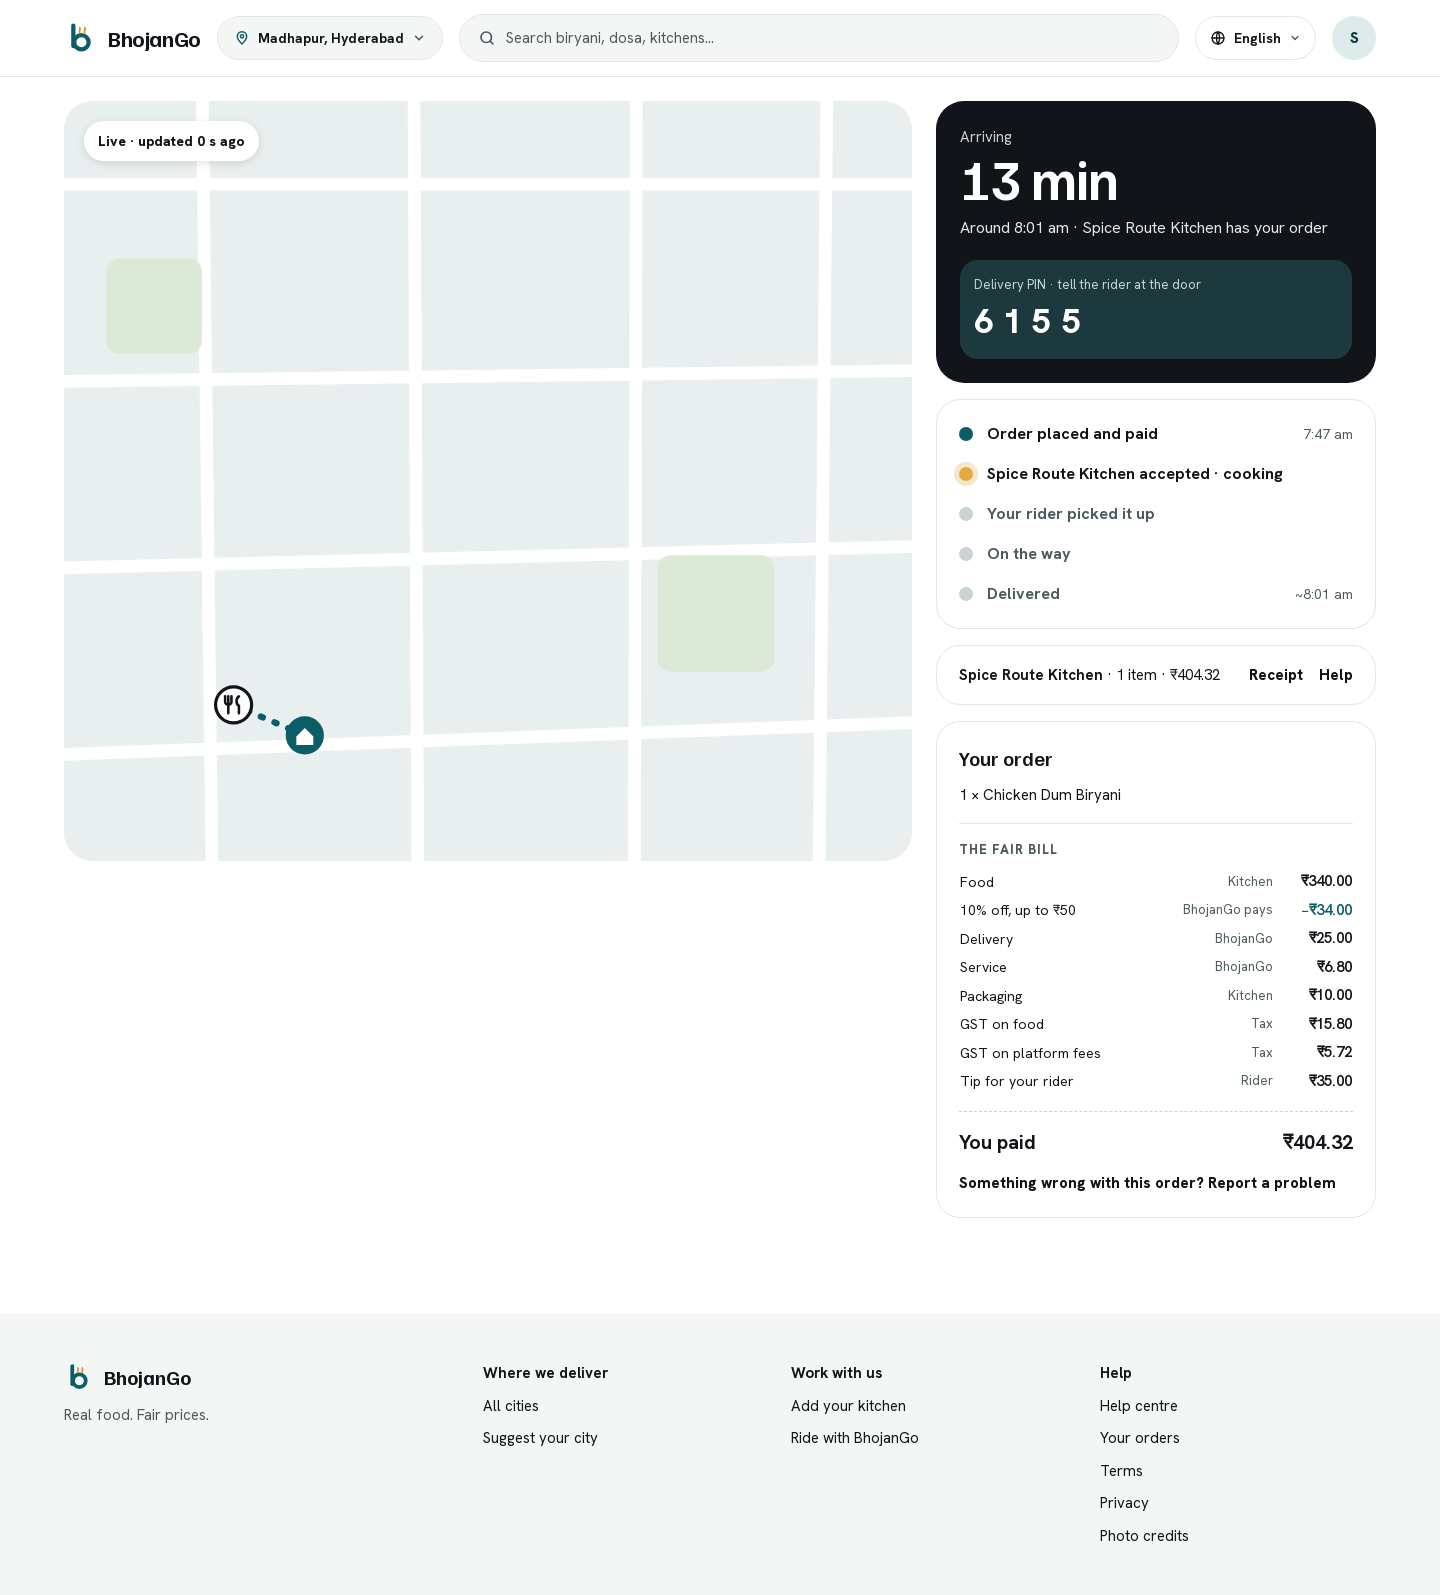 BhojanGo
Madhapur, Hyderabad
Search biryani, dosa, kitchens...
English
S
Live · updated 0 s ago
Arriving
13 min
Around 8:01 am · Spice Route Kitchen has your order
Delivery PIN · tell the rider at the door
6 1 5 5
Order placed and paid 7:47 am
Spice Route Kitchen accepted · cooking
Your rider picked it up
On the way
Delivered ~8:01 am
Spice Route Kitchen · 1 item · ₹404.32 Receipt Help
Your order
1 × Chicken Dum Biryani
THE FAIR BILL
Food Kitchen ₹340.00
10% off, up to ₹50 BhojanGo pays −₹34.00
Delivery BhojanGo ₹25.00
Service BhojanGo ₹6.80
Packaging Kitchen ₹10.00
GST on food Tax ₹15.80
GST on platform fees Tax ₹5.72
Tip for your rider Rider ₹35.00
You paid ₹404.32
Something wrong with this order? Report a problem
BhojanGo
Real food. Fair prices.
Where we deliver
All cities
Suggest your city
Work with us
Add your kitchen
Ride with BhojanGo
Help
Help centre
Your orders
Terms
Privacy
Photo credits